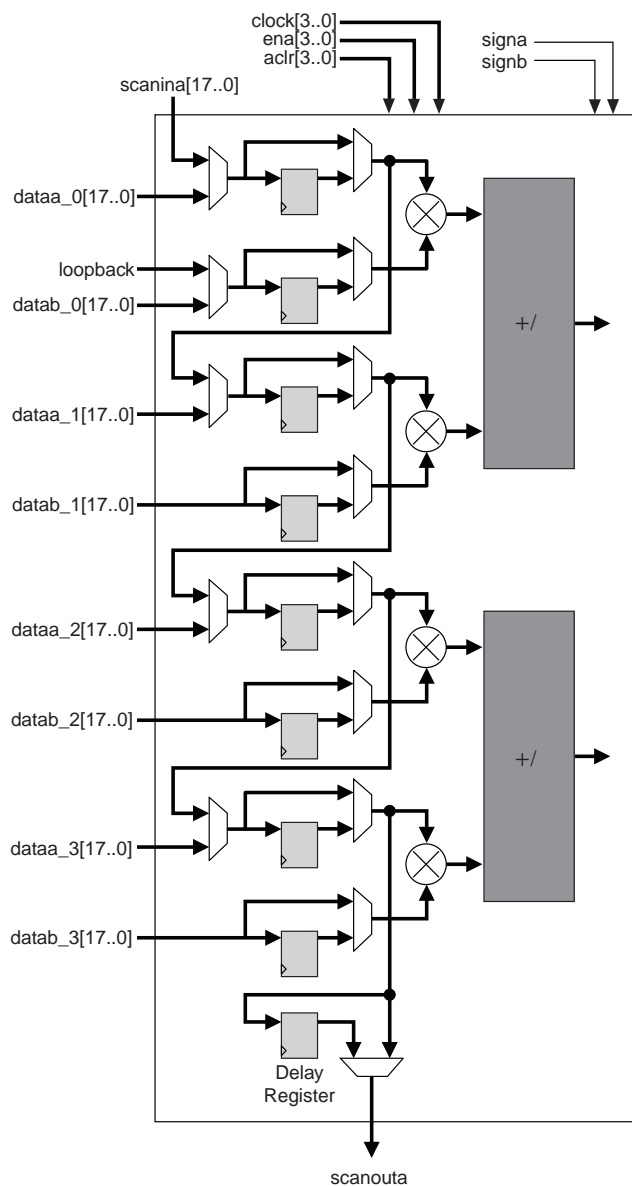 clock[3..0]
ena[3..0]
aclr[3..0]
signa
signb
scanina[17..0]
dataa_0[17..0]
loopback
datab_0[17..0]
+/
dataa_1[17..0]
datab_1[17..0]
dataa_2[17..0]
datab_2[17..0]
+/
dataa_3[17..0]
datab_3[17..0]
Delay
Register
scanouta